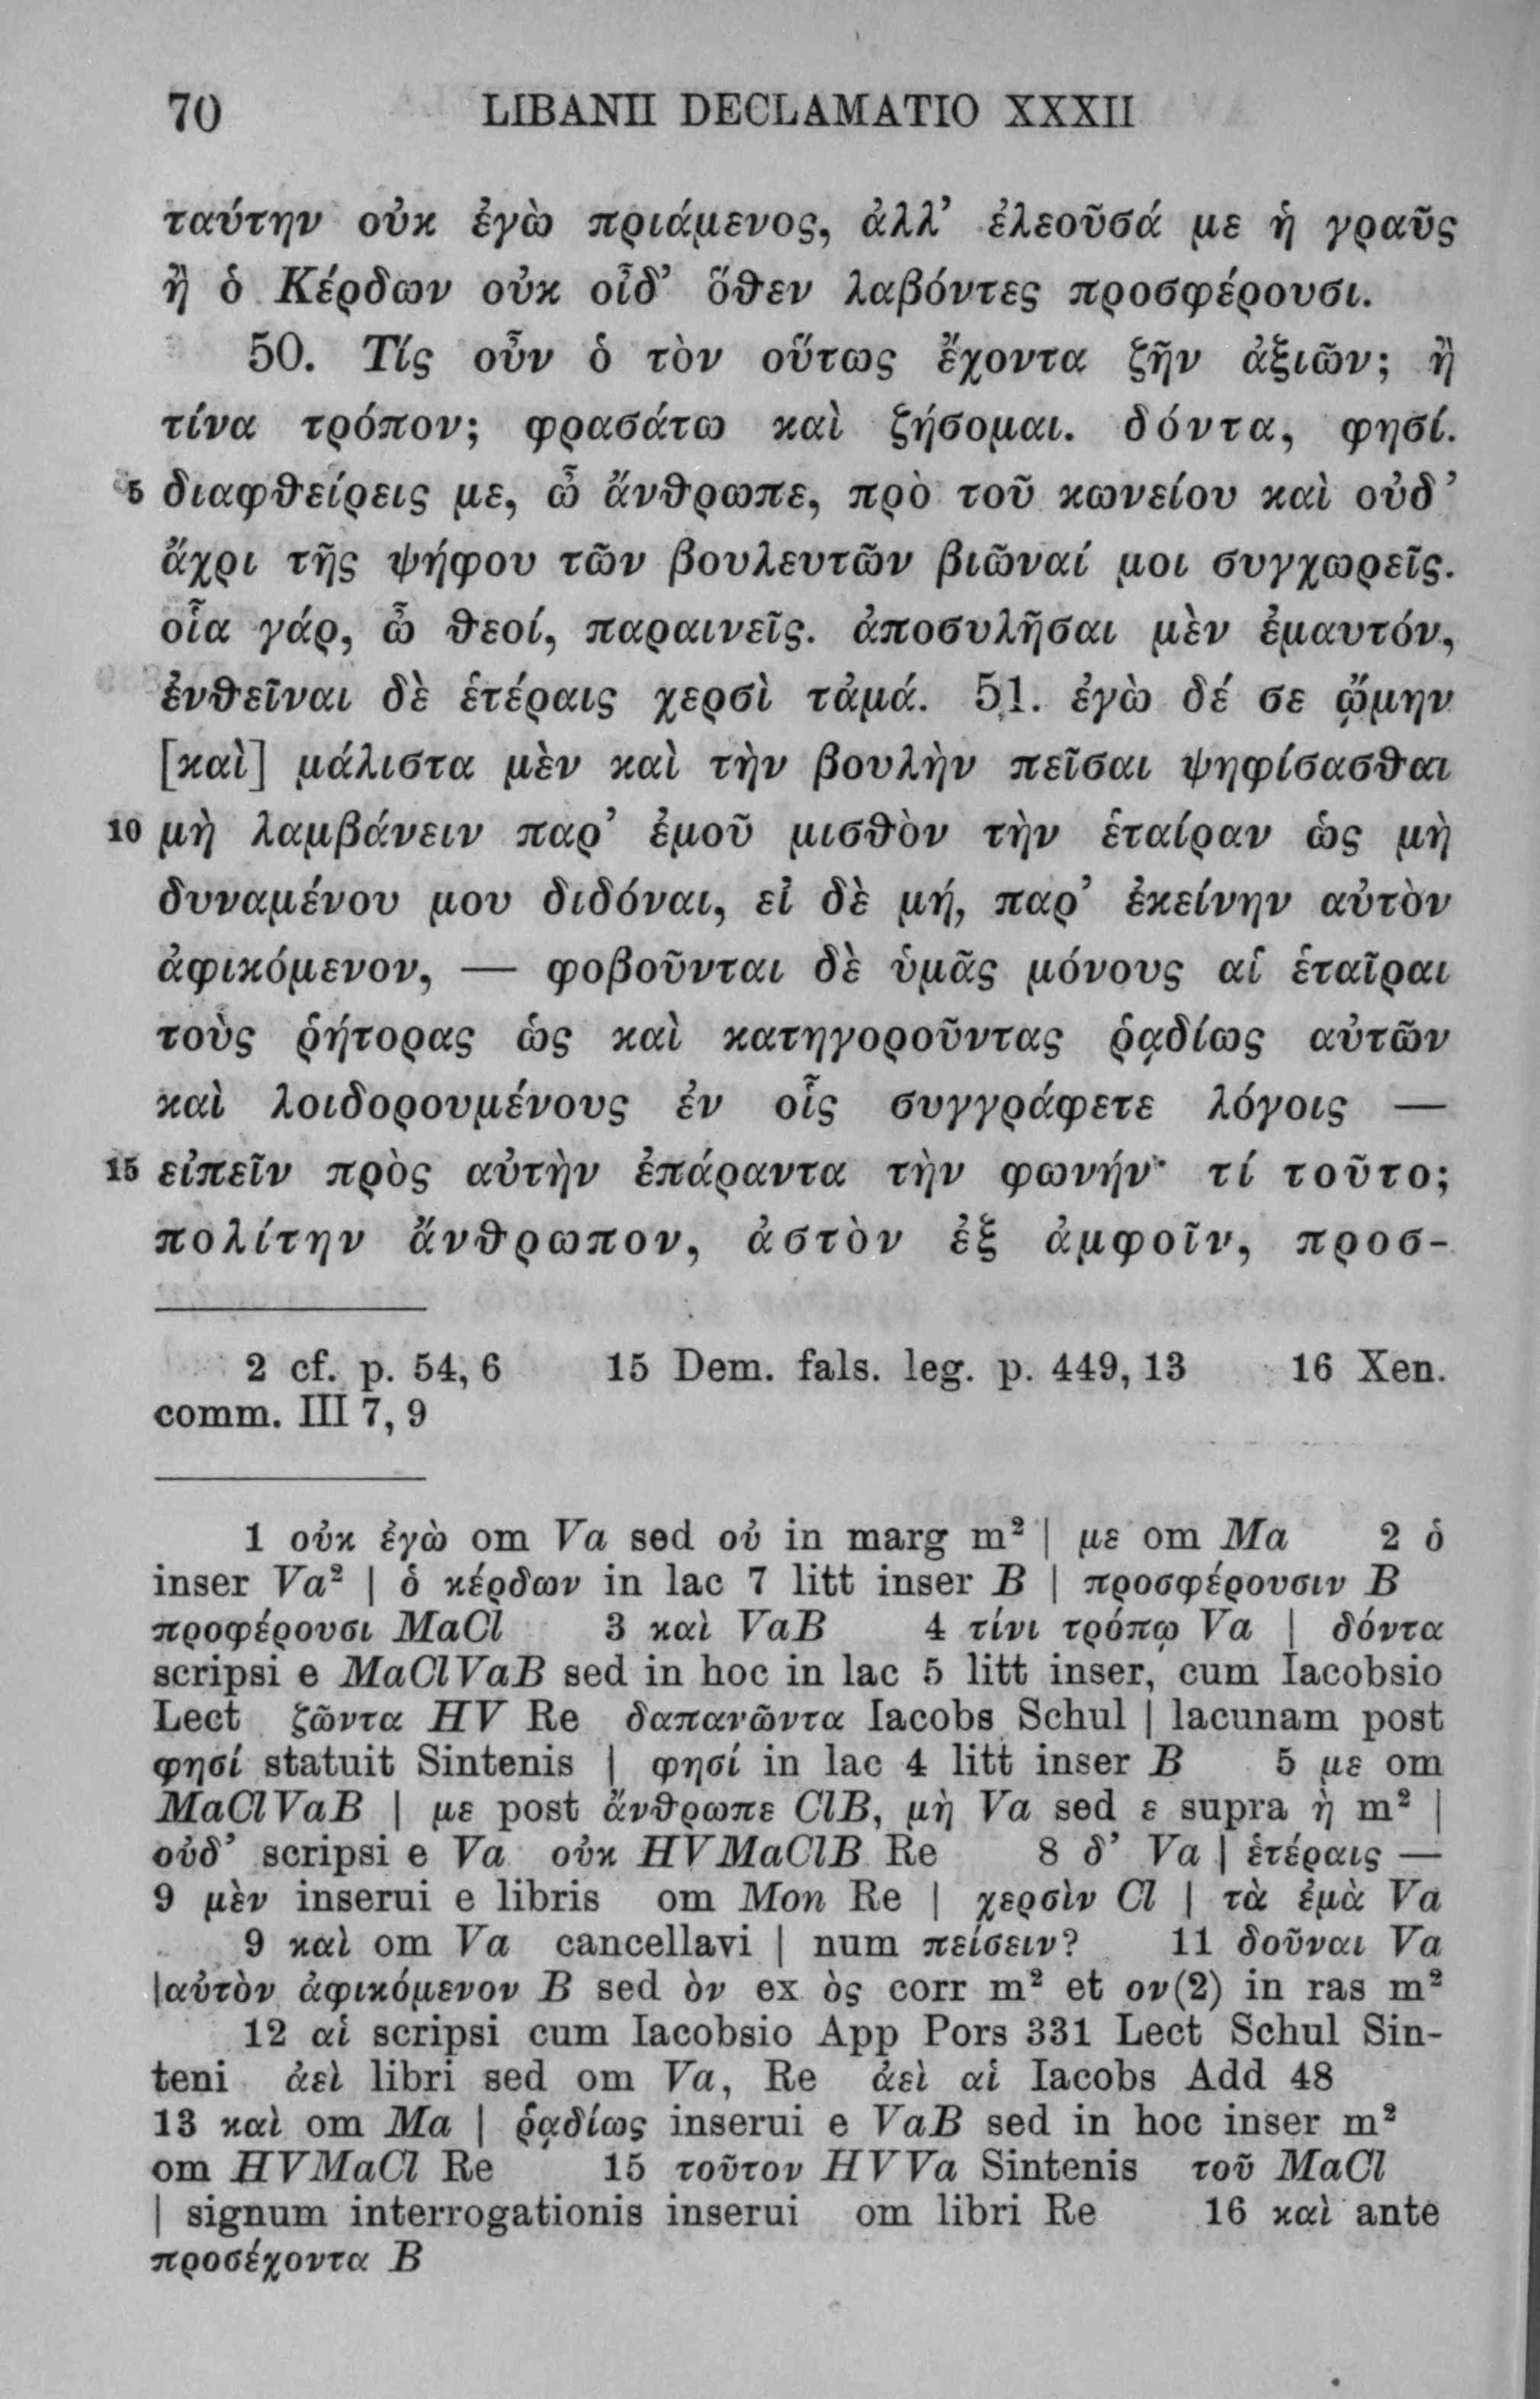 70 LIBANII DECLAMATIO XXXII
ταύτην οὐκ ἐγὼ πριάμενος, ἀλλ’ ἐλεοῦσά με ἡ γραῦς
ἢ ὁ Κέρδων οὐκ οἶδ’ ὅθεν λαβόντες προσφέρουσι.
50. Τίς οὖν ὁ τὸν οὕτως ἔχοντα ζῆν ἀξιῶν; ἢ
τίνα τρόπον; φρασάτω καὶ ζήσομαι. δόντα, φησί.
5 διαφθείρεις με, ὦ ἄνθρωπε, πρὸ τοῦ κωνείου καὶ οὐδ’
ἄχρι τῆς ψήφου τῶν βουλευτῶν βιῶναί μοι συγχωρεῖς.
οἷα γάρ, ὦ θεοί, παραινεῖς. ἀποσυλῆσαι μὲν ἐμαυτόν,
ἐνθεῖναι δὲ ἑτέραις χερσὶ τἀμά. 51. ἐγὼ δέ σε ᾤμην
[καὶ] μάλιστα μὲν καὶ τὴν βουλὴν πεῖσαι ψηφίσασθαι
10 μὴ λαμβάνειν παρ’ ἐμοῦ μισθὸν τὴν ἑταίραν ὡς μὴ
δυναμένου μου διδόναι, εἰ δὲ μή, παρ’ ἐκείνην αὐτὸν
ἀφικόμενον, — φοβοῦνται δὲ ὑμᾶς μόνους αἱ ἑταῖραι
τοὺς ῥήτορας ὡς καὶ κατηγοροῦντας ῥᾳδίως αὐτῶν
καὶ λοιδορουμένους ἐν οἷς συγγράφετε λόγοις —
15 εἰπεῖν πρὸς αὐτὴν ἐπάραντα τὴν φωνήν· τί τοῦτο;
πολίτην ἄνθρωπον, ἀστὸν ἐξ ἀμφοῖν, προσ-
2 cf. p. 54, 6 15 Dem. fals. leg. p. 449, 13 16 Xen.
comm. III 7, 9
1 οὐκ ἐγὼ om Va sed οὐ in marg m² | με om Ma 2 ὁ
inser Va² | ὁ κέρδων in lac 7 litt inser B | προσφέρουσιν B
προφέρουσι MaCl 3 καὶ VaB 4 τίνι τρόπῳ Va | δόντα
scripsi e MaClVaB sed in hoc in lac 5 litt inser, cum Iacobsio
Lect ζῶντα HV Re δαπανῶντα Iacobs Schul | lacunam post
φησί statuit Sintenis | φησί in lac 4 litt inser B 5 με om
MaClVaB | με post ἄνθρωπε ClB, μὴ Va sed ε supra ὴ m² |
οὐδ’ scripsi e Va οὐκ HVMaClB Re 8 δ’ Va | ἑτέραις —
9 μὲν inserui e libris om Mon Re | χερσὶν Cl | τὰ ἐμὰ Va
9 καὶ om Va cancellavi | num πείσειν? 11 δοῦναι Va
|αὐτὸν ἀφικόμενον B sed ὸν ex ὸς corr m² et ον(2) in ras m²
12 αἱ scripsi cum Iacobsio App Pors 331 Lect Schul Sin-
teni ἀεὶ libri sed om Va, Re ἀεὶ αἱ Iacobs Add 48
13 καὶ om Ma | ῥᾳδίως inserui e VaB sed in hoc inser m²
om HVMaCl Re 15 τοῦτον HVVa Sintenis τοῦ MaCl
| signum interrogationis inserui om libri Re 16 καὶ ante
προσέχοντα B